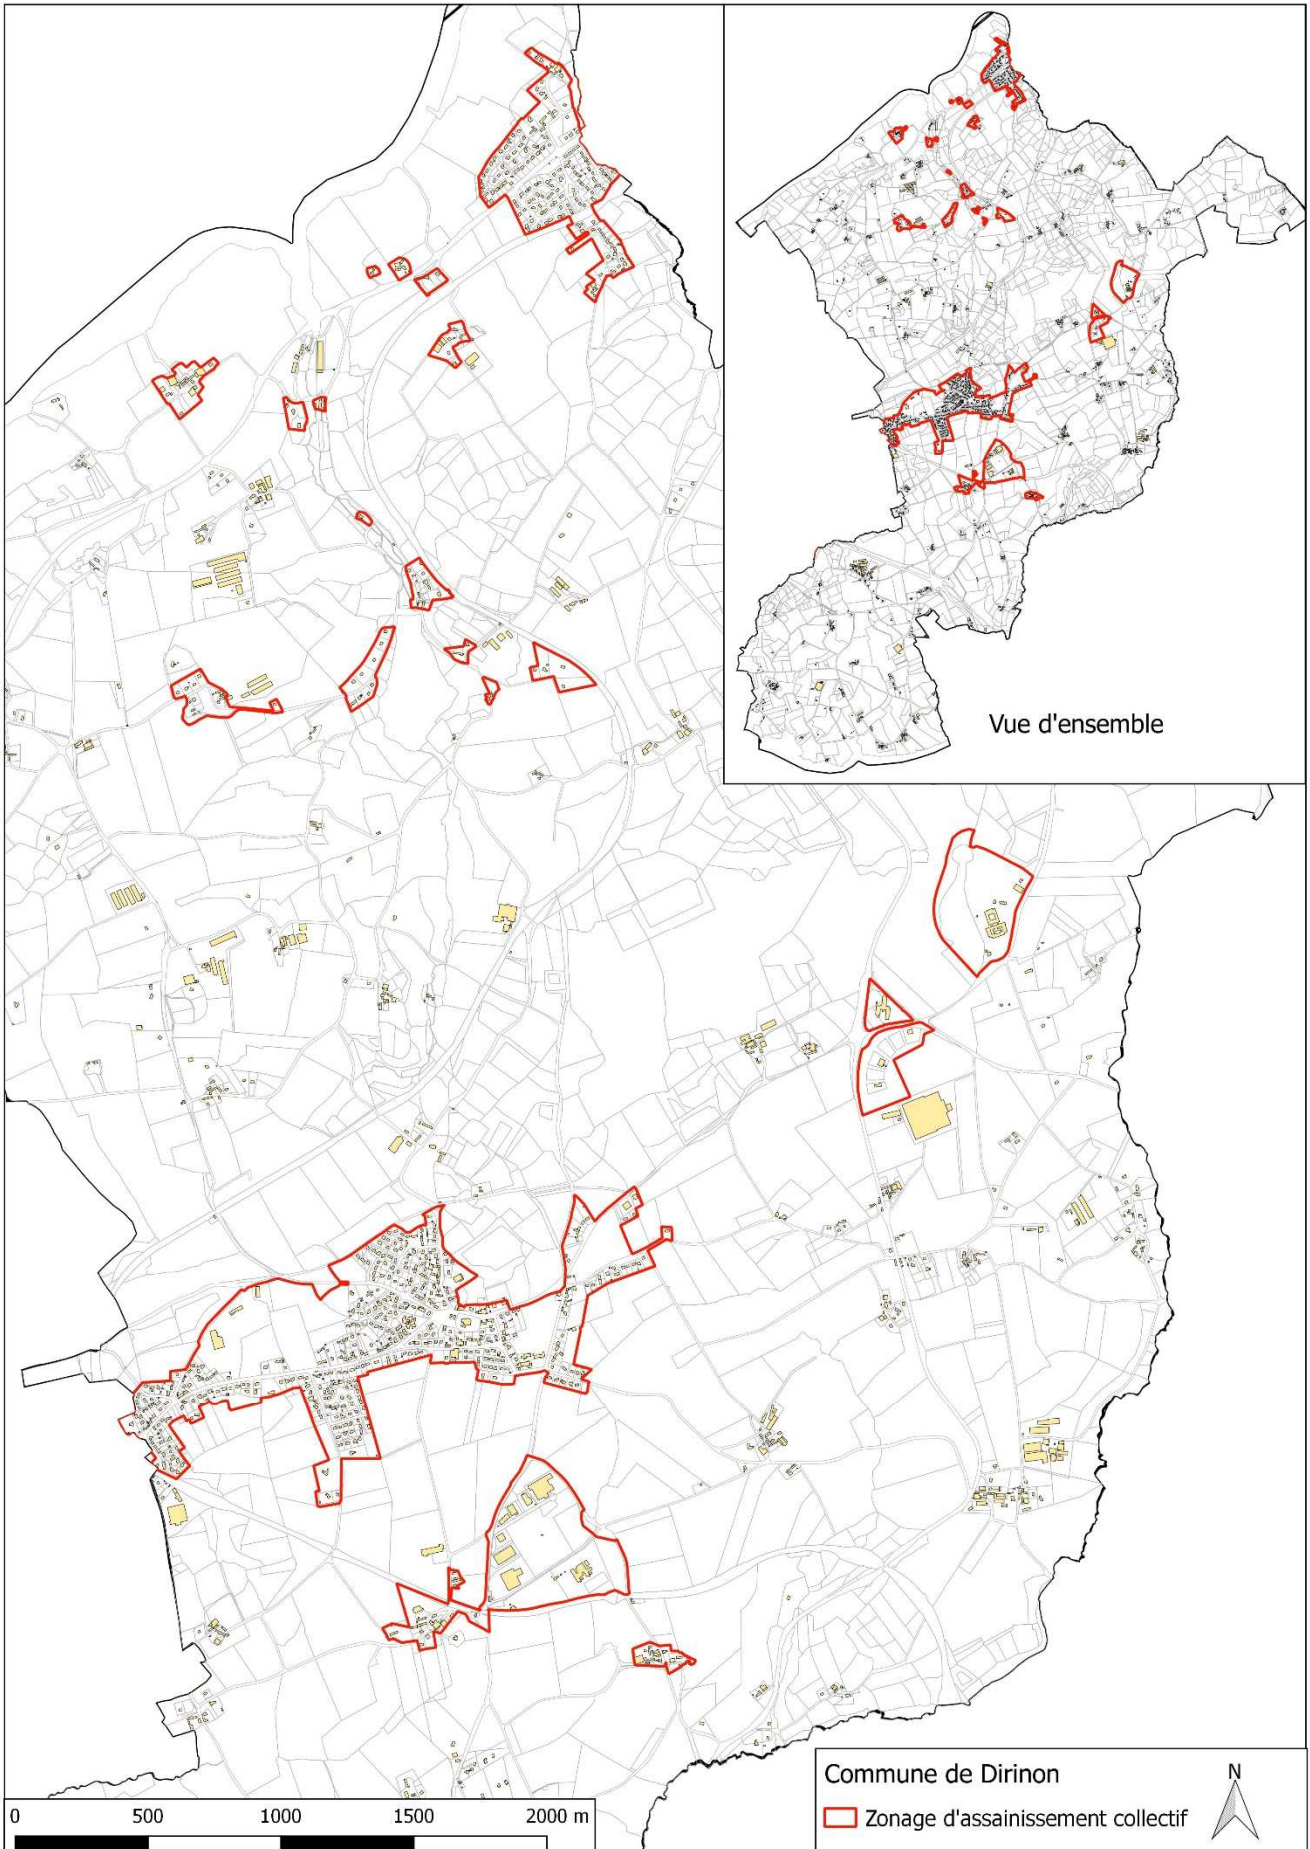 Vue d'ensemble
Commune de Dirinon
Zonage d'assainissement collectif
N
0 500 1000 1500 2000 m